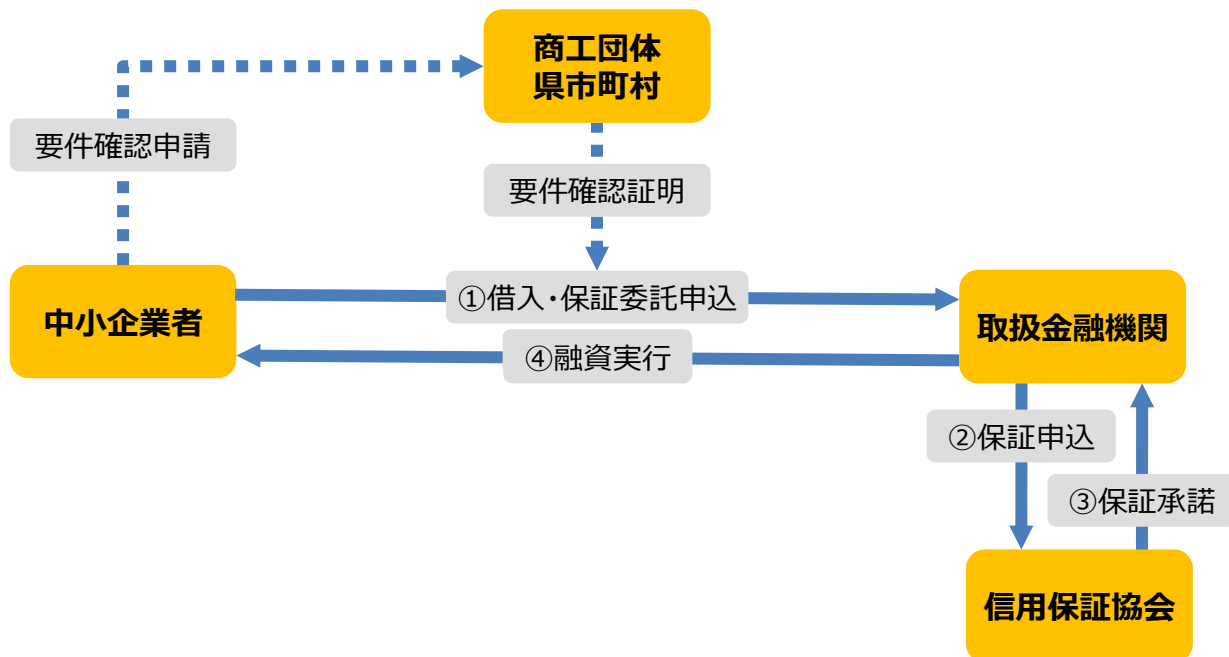 商工団体
県市町村
要件確認申請
要件確認証明
中小企業者
①借入・保証委託申込
取扱金融機関
④融資実行
②保証申込
③保証承諾
信用保証協会